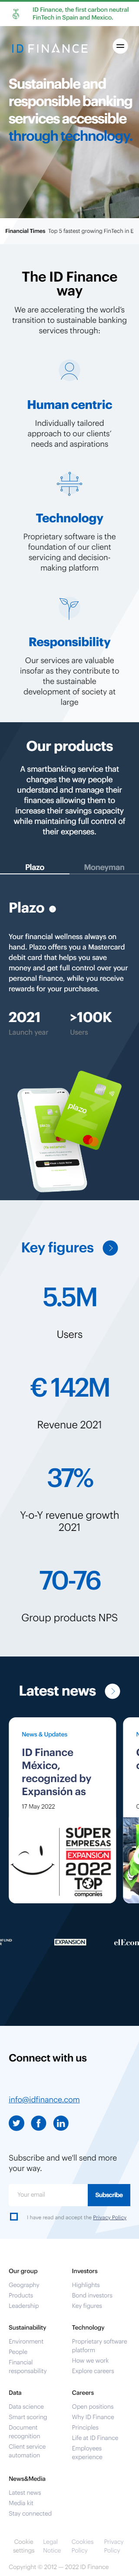 ID Finance, the first carbon neutral
FinTech in Spain and Mexico.
ID FINANCE
Sustainable and
responsible banking
services accessible
through technology.
Financial Times Top 5 fastest growing FinTech in E
The ID Finance
way
We are accelerating the world's
transition to sustainable banking
services through:
Human centric
Individually tailored
approach to our clients'
needs and aspirations
Technology
Proprietary software is the
foundation of our client
servicing and decision-
making platform
Responsibility
Our services are valuable
insofar as they contribute to
the sustainable
development of society at
large
Our products
A smartbanking service that
changes the way people
understand and manage their
finances allowing them to
increase their savings capacity
while maintaining full control of
their expenses.
Plazo Moneyman
Plazo
Your financial wellness always on
hand. Plazo offers you a Mastercard
debit card that helps you save
money and get full control over your
personal finance, while you receive
rewards for your purchases.
2021 >100K
Launch year Users
plazo
Key figures
5.5M
Users
€ 142M
Revenue 2021
37%
Y-o-Y revenue growth
2021
70-76
Group products NPS
Latest news
News & Updates
ID Finance
México,
recognized by
Expansión as
17 May 2022
SÚPER
EMPRESAS
EXPANSIÓN
2022
TOP
companies
EXPANSIÓN
elEcon
Connect with us
info@idfinance.com
Subscribe and we'll send more
your way.
Your email
Subscribe
I have read and accept the Privacy Policy
Our group
Geography
Products
Leadership
Investors
Highlights
Bond investors
Key figures
Sustainability
Environment
People
Financial
responsability
Technology
Proprietary software
platform
How we work
Explore careers
Data
Data science
Smart scoring
Document
recognition
Client service
automation
Careers
Open positions
Why ID Finance
Principles
Life at ID Finance
Employees
experience
News&Media
Latest news
Media kit
Stay connected
Cookie
settings
Legal
Notice
Cookies
Policy
Privacy
Policy
Copyright © 2012 — 2022 ID Finance